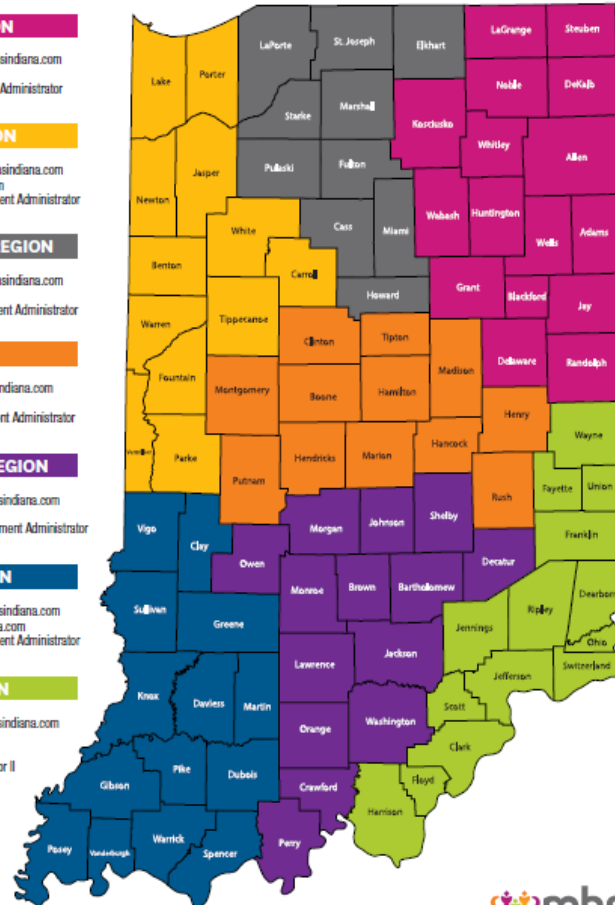 ON
sindiana.com
Administrator
ON
sindiana.com
n
ent Administrator
EGION
sindiana.com
ent Administrator
ndiana.com
nt Administrator
EGION
sindiana.com
ment Administrator
N
sindiana.com
a.com
ent Administrator
N
sindiana.com
or II
LaPorte
St. Joseph
Elkhart
LaGrange
Steuben
Lake
Porter
Noble
DeKalb
Starke
Marshall
Kosciusko
Whitley
Allen
Newton
Jasper
Pulaski
Fulton
White
Cass
Miami
Wabash
Huntington
Wells
Adams
Benton
Carroll
Howard
Grant
Blackford
Jay
Warren
Tippecanoe
Clinton
Tipton
Madison
Delaware
Randolph
Fountain
Montgomery
Boone
Hamilton
Henry
Wayne
Parke
Putnam
Hendricks
Marion
Hancock
Rush
Fayette
Union
Vigo
Clay
Owen
Morgan
Johnson
Shelby
Decatur
Franklin
Sullivan
Greene
Monroe
Brown
Bartholomew
Jennings
Ripley
Dearborn
Ohio
Switzerland
Knox
Daviess
Martin
Lawrence
Jackson
Jefferson
Scott
Orange
Washington
Clark
Gibson
Pike
Dubois
Crawford
Floyd
Harrison
Posey
Vanderburgh
Warrick
Spencer
Perry